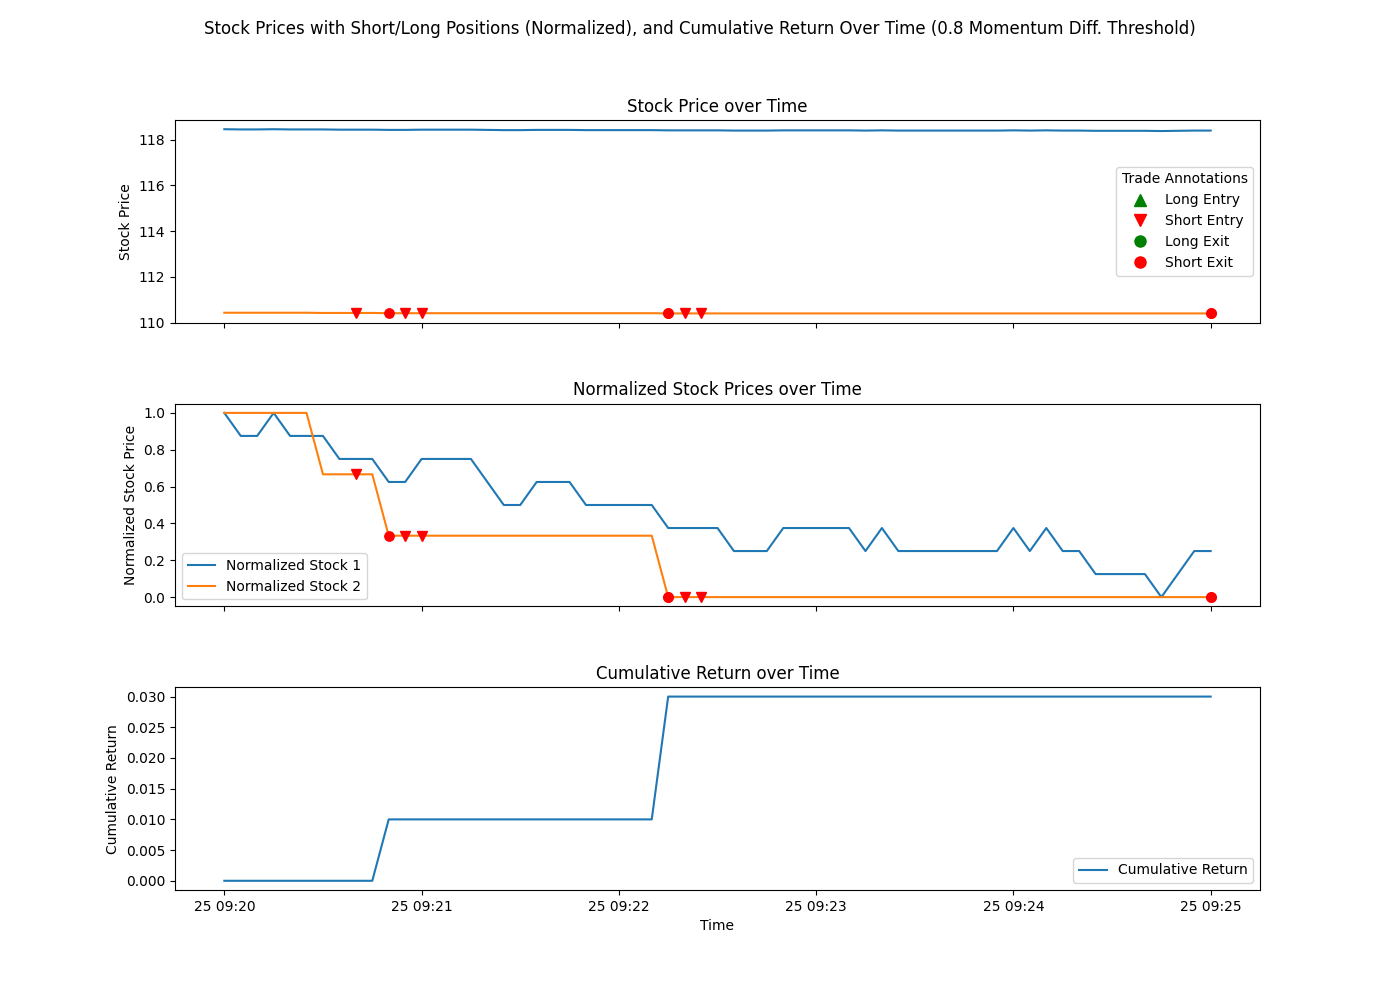 Stock Prices with Short/Long Positions (Normalized), and Cumulative Return Over Time (0.8 Momentum Diff. Threshold)
Stock Price over Time
Stock Price
118
116
114
112
110
Trade Annotations
Long Entry
Short Entry
Long Exit
Short Exit
Normalized Stock Prices over Time
Normalized Stock Price
1.0
0.8
0.6
0.4
0.2
0.0
Normalized Stock 1
Normalized Stock 2
Cumulative Return over Time
Cumulative Return
0.030
0.025
0.020
0.015
0.010
0.005
0.000
Cumulative Return
25 09:20 25 09:21 25 09:22 25 09:23 25 09:24 25 09:25
Time